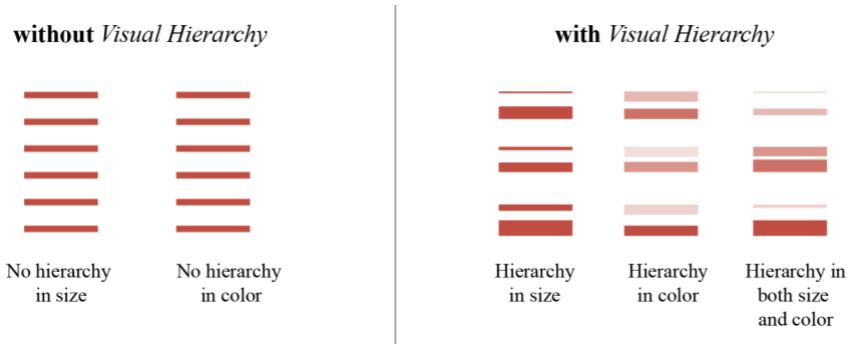 without Visual Hierarchy
No hierarchy
in size
No hierarchy
in color
with Visual Hierarchy
Hierarchy
in size
Hierarchy
in color
Hierarchy in
both size
and color